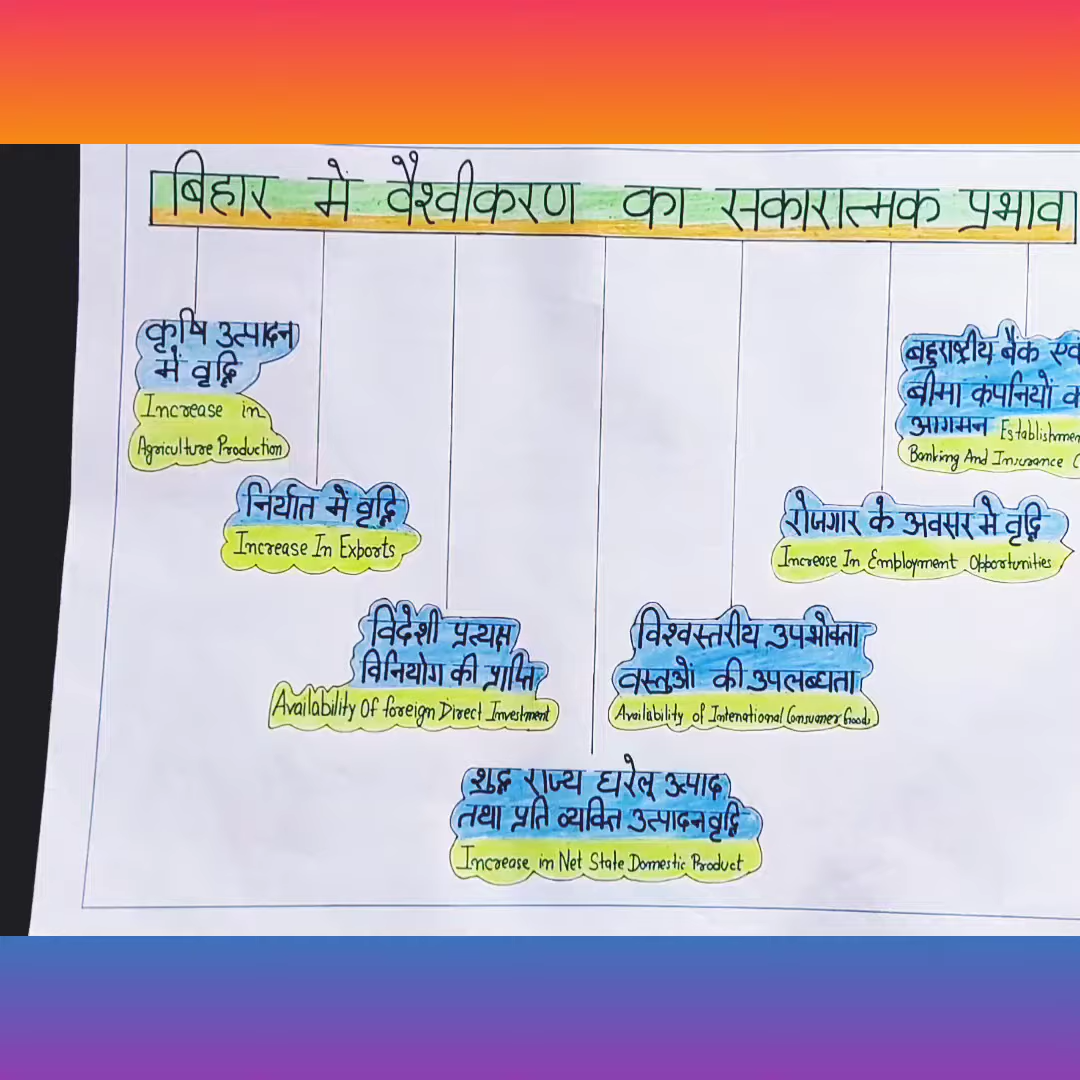 बिहार में वैश्वीकरण का सकारात्मक प्रभाव
कृषि उत्पादन
में वृद्धि
Increase in
Agriculture Production
निर्यात में वृद्धि
Increase In Exports
विदेशी प्रत्यक्ष
विनियोग की प्राप्ति
Availability Of foreign Direct Investment
शुद्ध राज्य घरेलू उत्पाद
तथा प्रति व्यक्ति उत्पादन वृद्धि
Increase in Net State Domestic Product
विश्वस्तरीय उपभोक्ता
वस्तुओं की उपलब्धता
Availability of International Consumer Goods
रोजगार के अवसर में वृद्धि
Increase In Employment Opportunities
बहुराष्ट्रीय बैंक एवं
बीमा कंपनियों
आगमन Establishmen
Banking And Insurance C